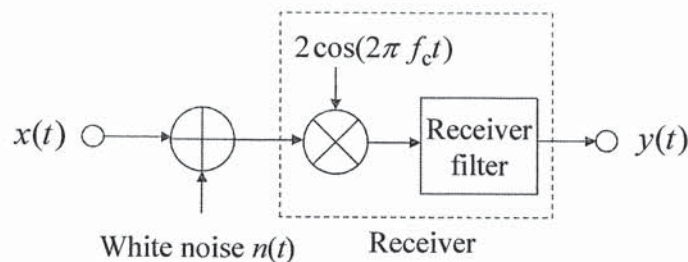 2cos(2π f_c t)
x(t)
Receiver
filter
y(t)
White noise n(t)
Receiver